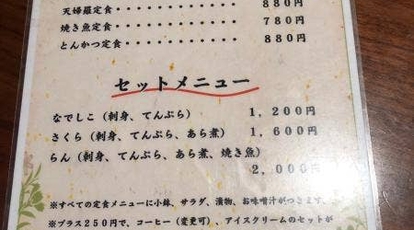 天婦羅定食・・・・・・・・・・・・・880円
焼き魚定食・・・・・・・・・・・・・780円
とんかつ定食・・・・・・・・・・・・880円
セットメニュー
なでしこ（刺身、てんぷら） 1,200円
さくら（刺身、てんぷら、あら煮） 1,600円
らん（刺身、てんぷら、あら煮、焼き魚）
2,000円
※すべての定食メニューに小鉢、サラダ、漬物、お味噌汁がつきます。
※プラス250円で、コーヒー（変更可）、アイスクリームのセットが